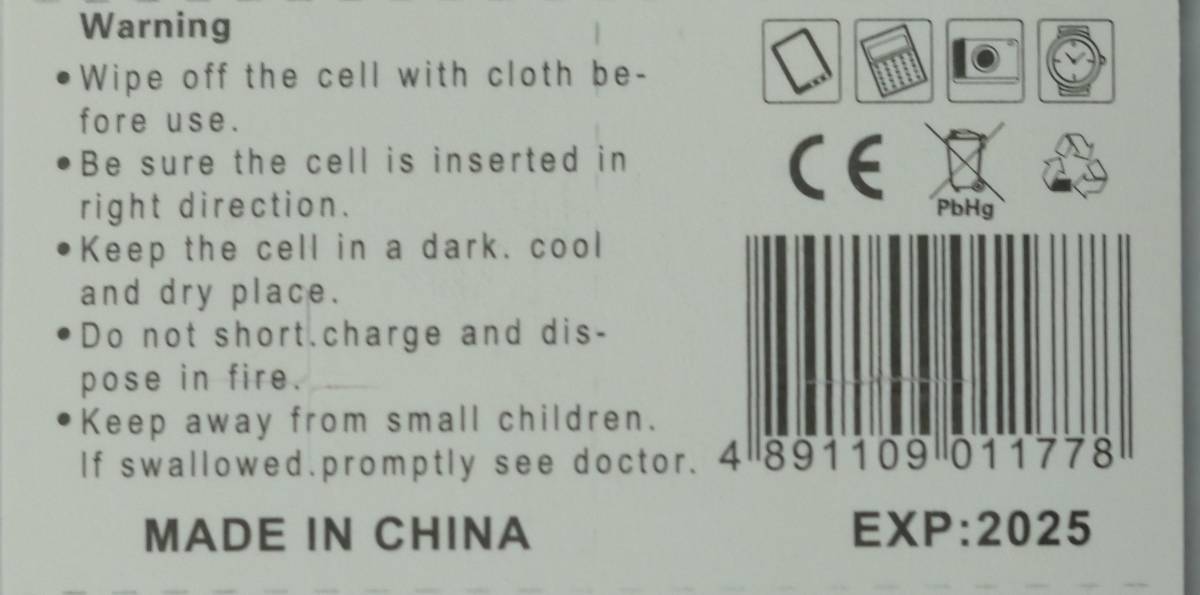 Warning
•Wipe off the cell with cloth be-
fore use.
•Be sure the cell is inserted in
right direction.
•Keep the cell in a dark. cool
and dry place.
•Do not short.charge and dis-
pose in fire.
•Keep away from small children.
If swallowed.promptly see doctor.
CE
PbHg
4 891109 011778
MADE IN CHINA
EXP:2025